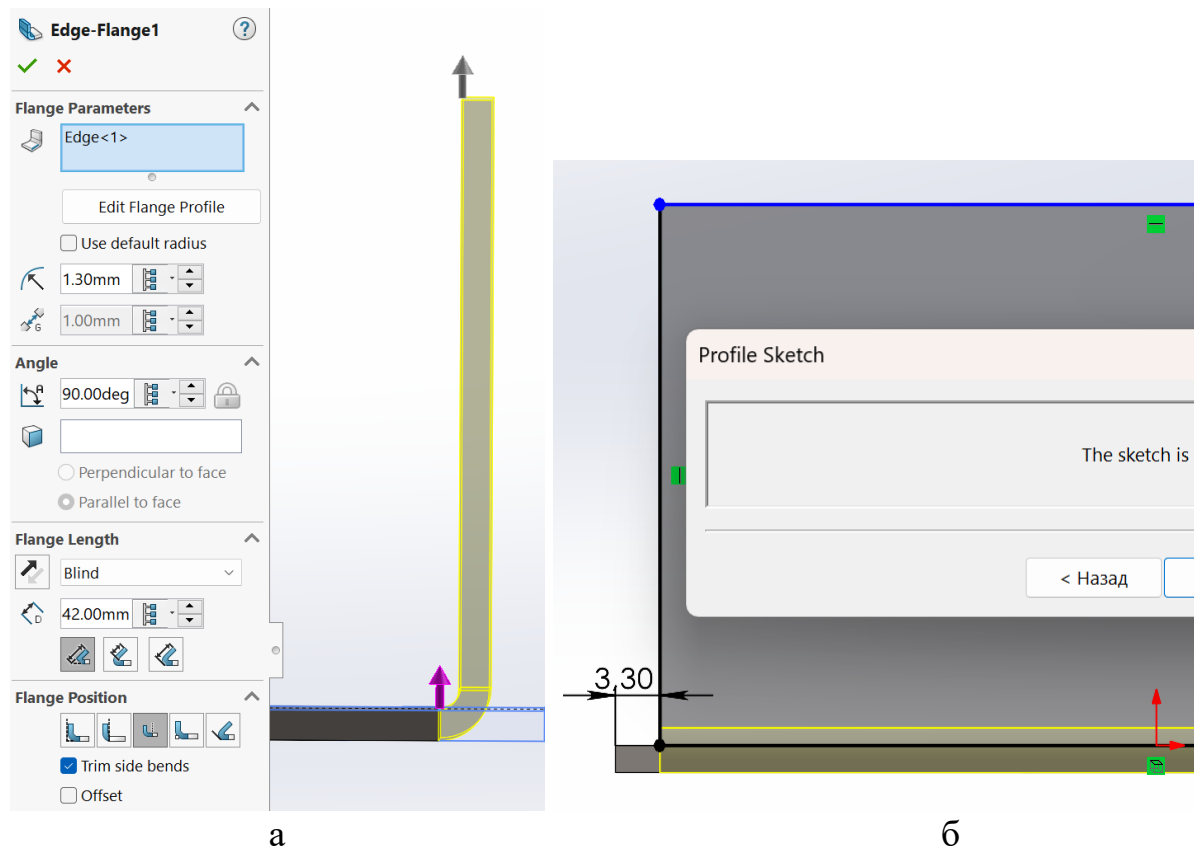 Edge-Flange1
?
Flange Parameters
Edge<1>
Edit Flange Profile
Use default radius
1.30mm
G
1.00mm
Angle
A
90.00deg
Perpendicular to face
Parallel to face
Flange Length
Blind
D
42.00mm
Flange Position
Trim side bends
Offset
а
Profile Sketch
The sketch is
< Назад
3,30
б